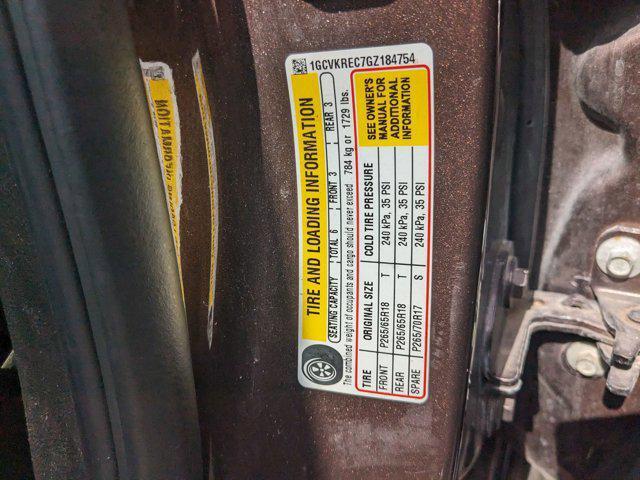 1GCVKREC7GZ184754
TIRE AND LOADING INFORMATION
SEATING CAPACITY TOTAL 6 FRONT 3 REAR 3
The combined weight of occupants and cargo should never exceed 784 kg or 1729 lbs.
TIRE ORIGINAL SIZE COLD TIRE PRESSURE
FRONT P265/65R18 T 240 kPa, 35 PSI
REAR P265/65R18 T 240 kPa, 35 PSI
SPARE P265/70R17 S 240 kPa, 35 PSI
SEE OWNER'S
MANUAL FOR
ADDITIONAL
INFORMATION